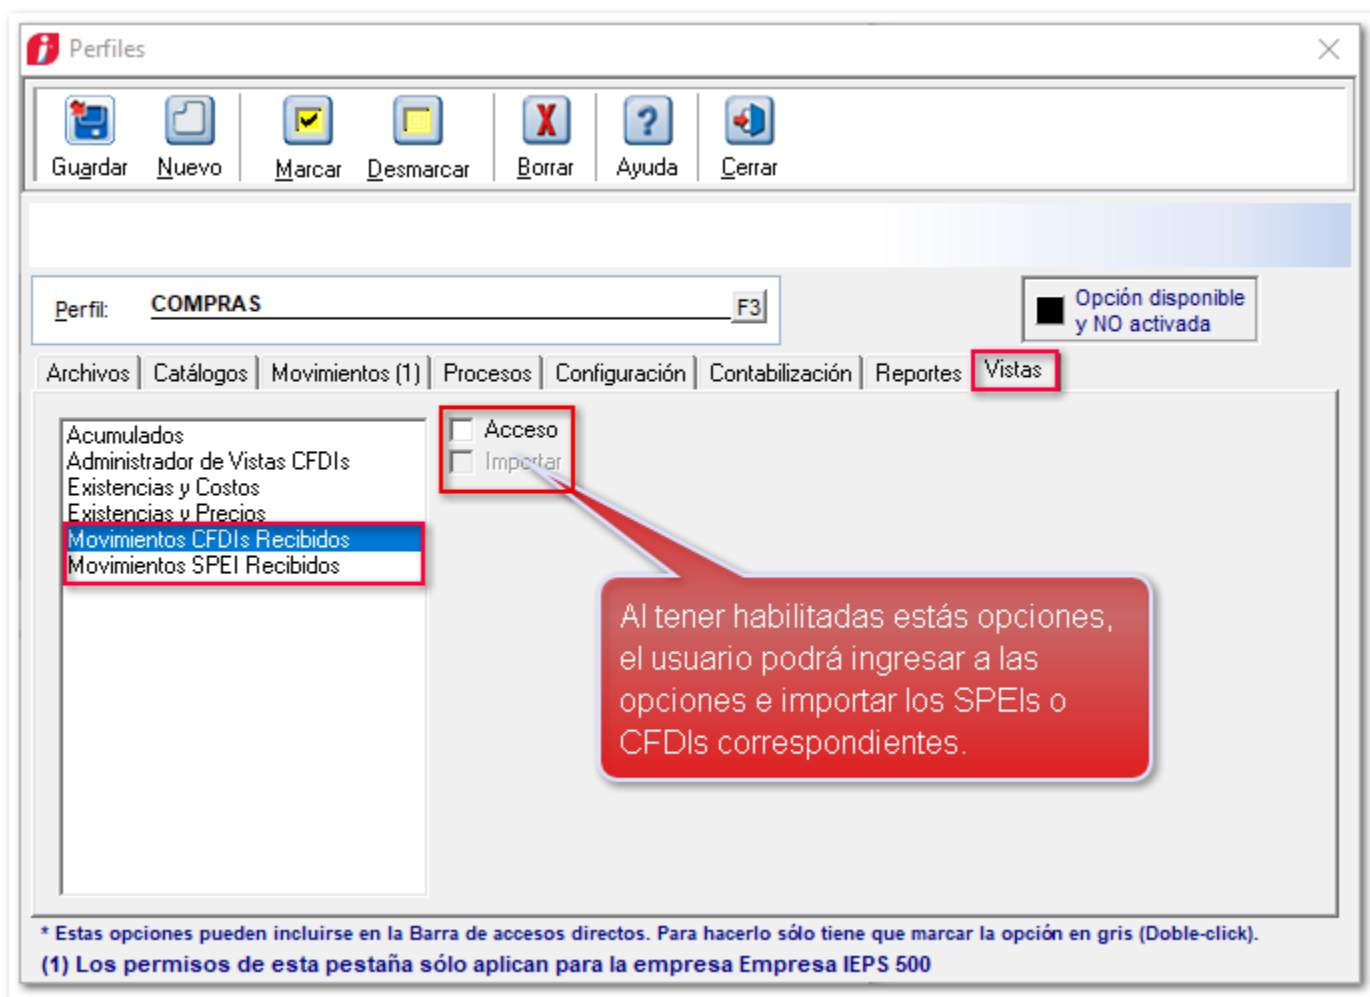 Perfiles
Guardar Nuevo Marcar Desmarcar Borrar Ayuda Cerrar
Perfil: COMPRAS F3
Opción disponible
y NO activada
Archivos Catálogos Movimientos (1) Procesos Configuración Contabilización Reportes Vistas
Acumulados
Administrador de Vistas CFDIs
Existencias y Costos
Existencias y Precios
Movimientos CFDIs Recibidos
Movimientos SPEI Recibidos
Acceso
Importar
Al tener habilitadas estás opciones,
el usuario podrá ingresar a las
opciones e importar los SPEIs o
CFDIs correspondientes.
* Estas opciones pueden incluirse en la Barra de accesos directos. Para hacerlo sólo tiene que marcar la opción en gris (Doble-click).
(1) Los permisos de esta pestaña sólo aplican para la empresa Empresa IEPS 500